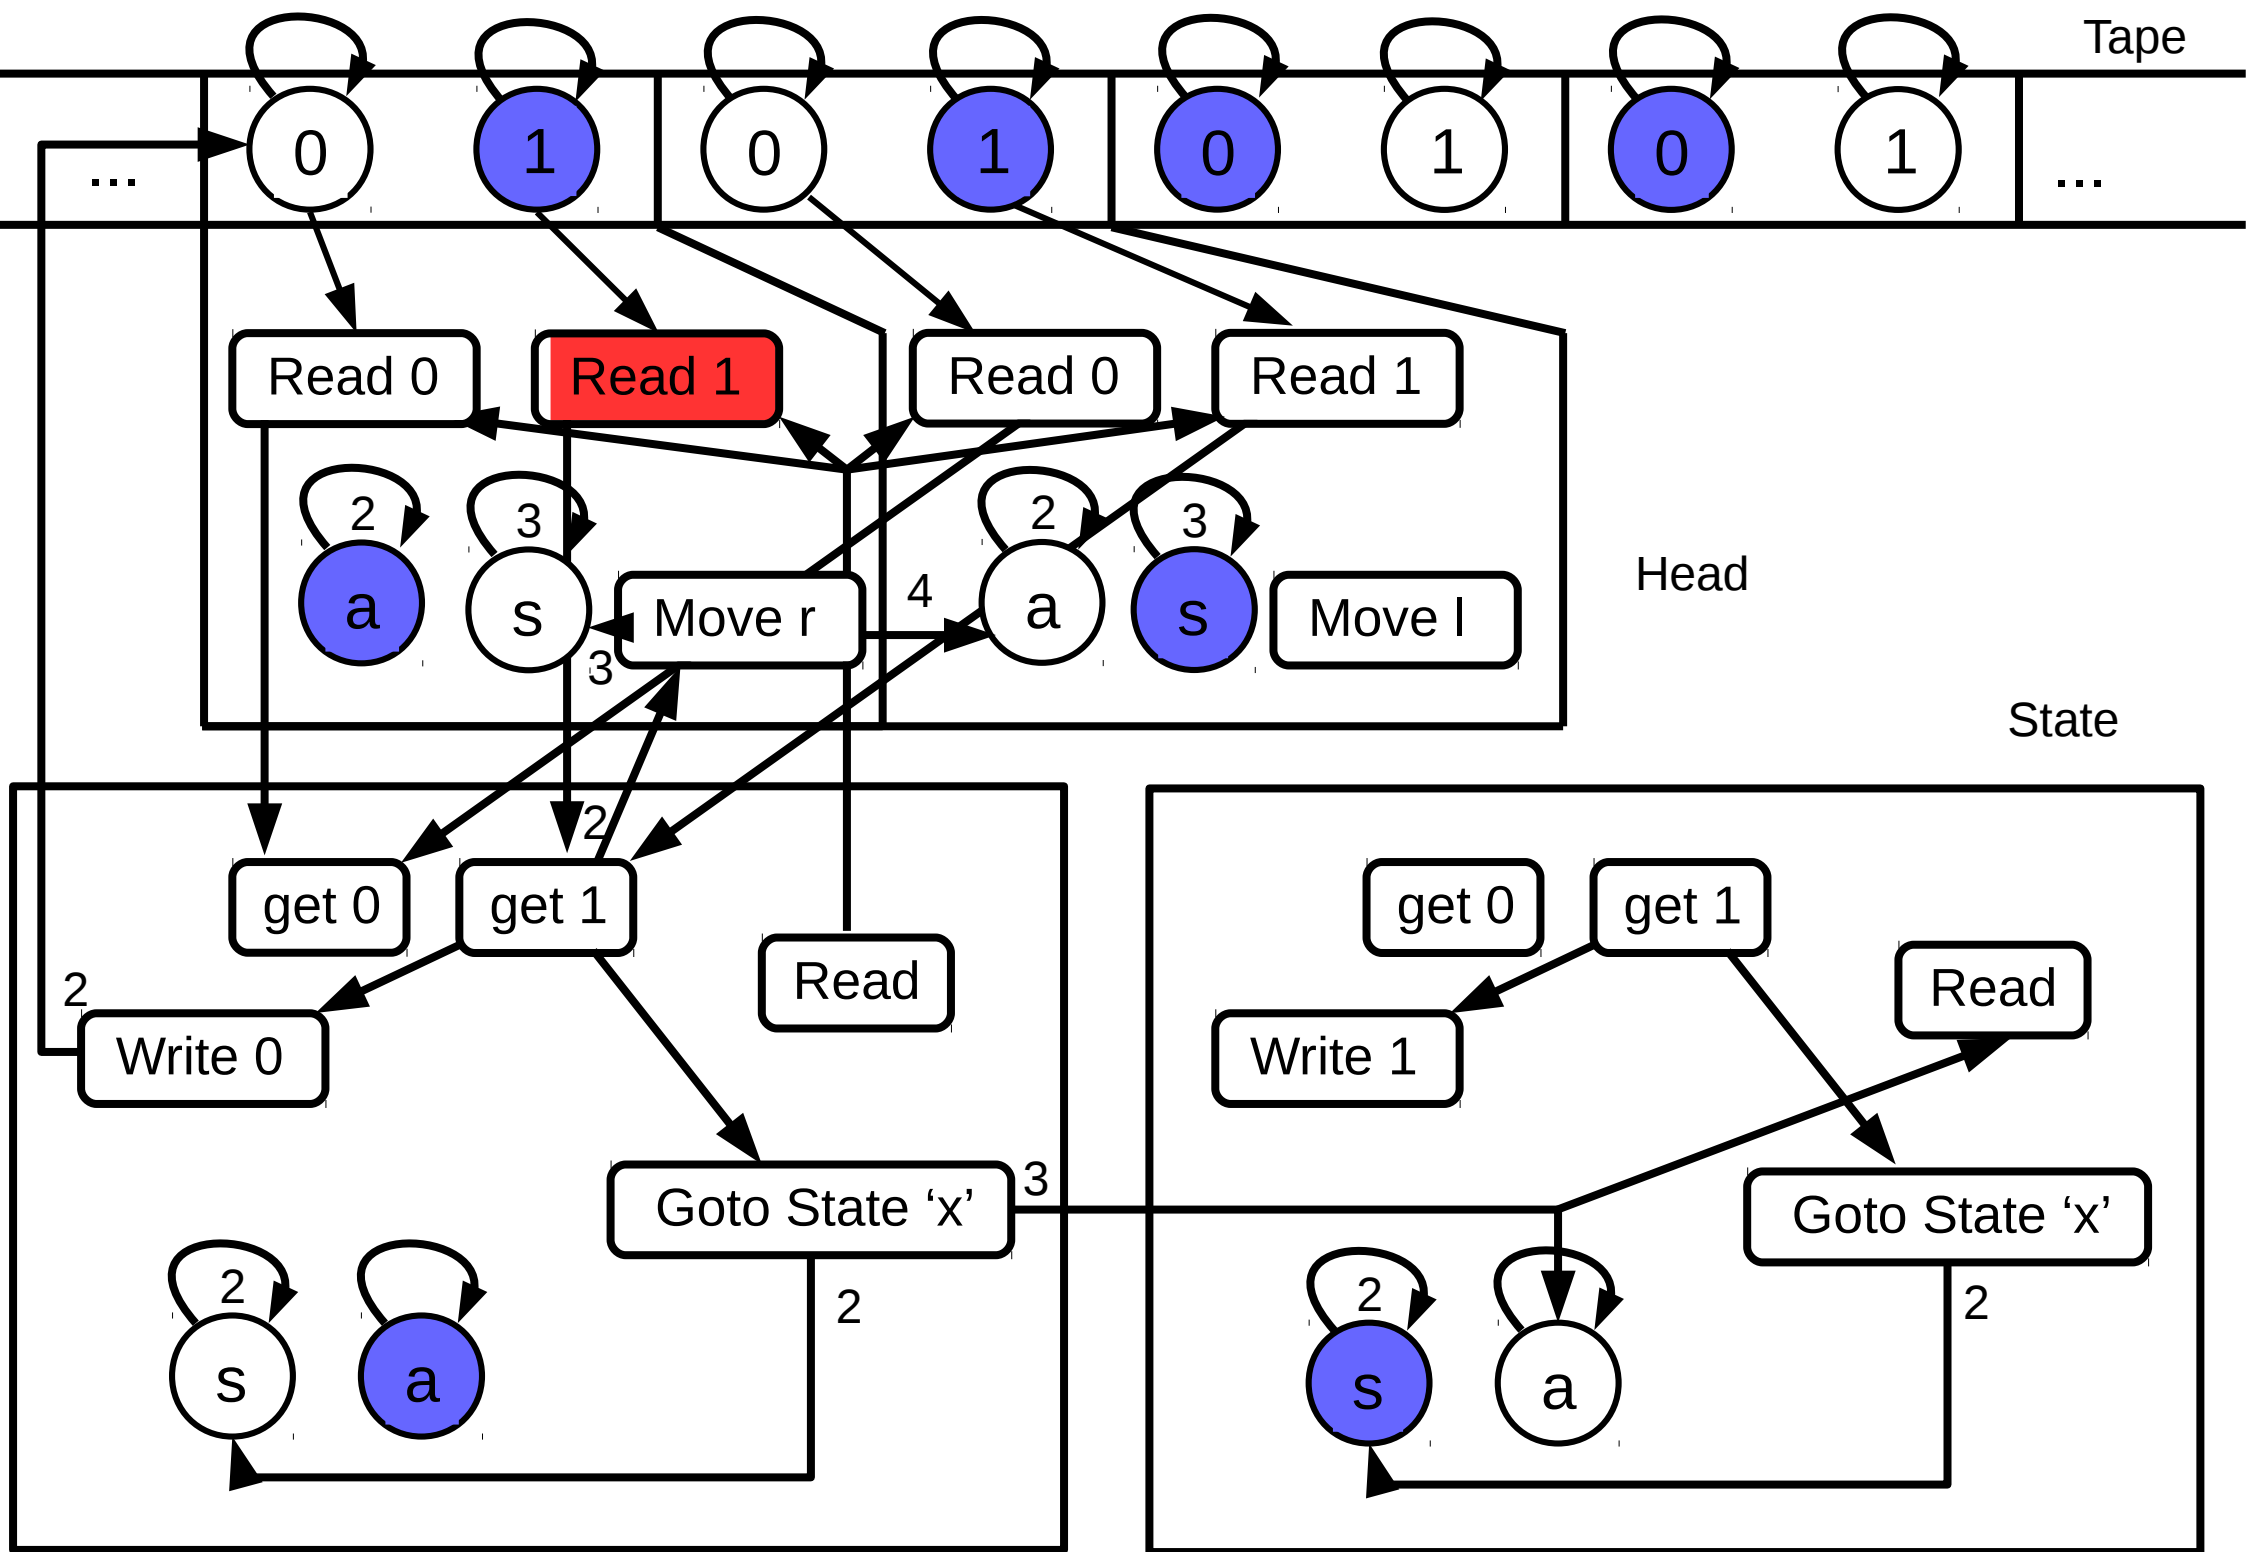 Tape
... 0 1 0 1 0 1 0 1 ...
Read 0 Read 1 Read 0 Read 1
2 3 2 3
Head
4
a s Move r a s Move l
3
State
2
get 0 get 1 get 0 get 1
Read Read
2
Write 0 Write 1
3
Goto State ‘x’ Goto State ‘x’
2 2 2 2
s a s a